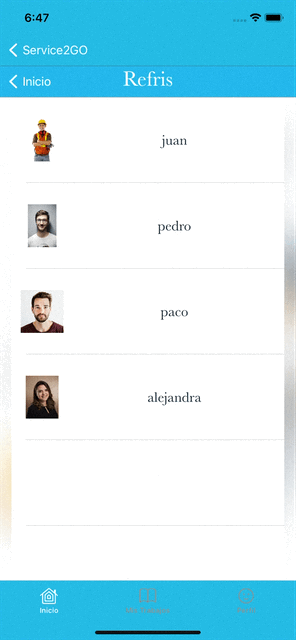 6:47
Service2GO
Inicio
Refris
juan
pedro
paco
alejandra
Inicio